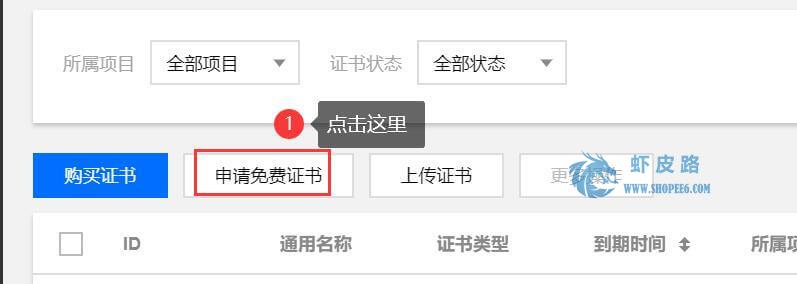 所属项目 全部项目 证书状态 全部状态
1 点击这里
购买证书 申请免费证书 上传证书 更多操作
虾皮路
WWW.SHOPEE6.COM
ID 通用名称 证书类型 到期时间 所属项